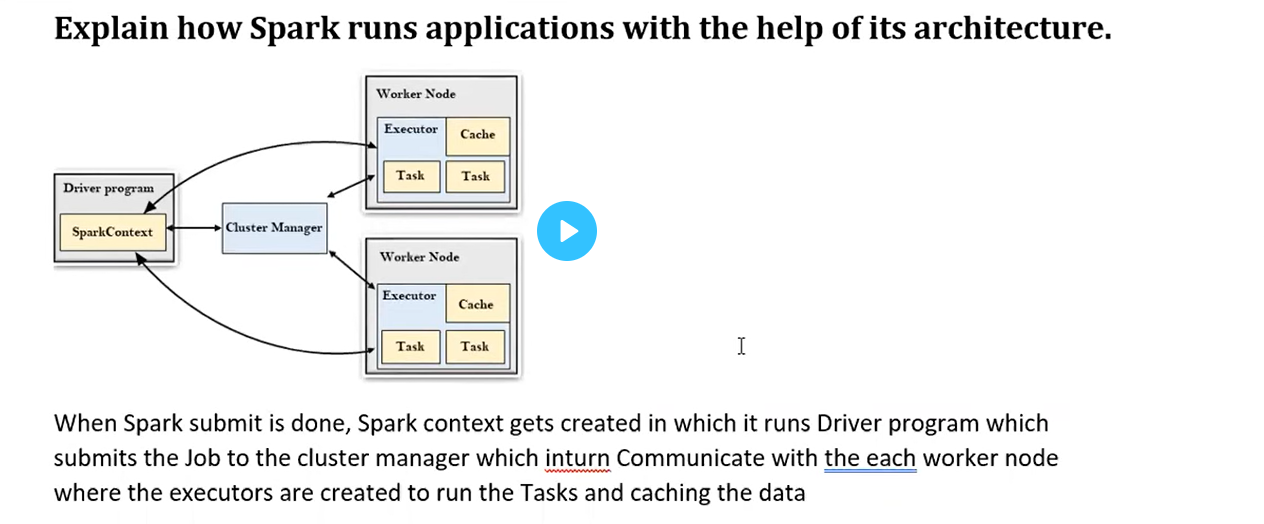 Explain how Spark runs applications with the help of its architecture.
Worker Node
Executor
Cache
Task
Task
Driver program
SparkContext
Cluster Manager
Worker Node
Executor
Cache
Task
Task
When Spark submit is done, Spark context gets created in which it runs Driver program which
submits the Job to the cluster manager which inturn Communicate with the each worker node
where the executors are created to run the Tasks and caching the data